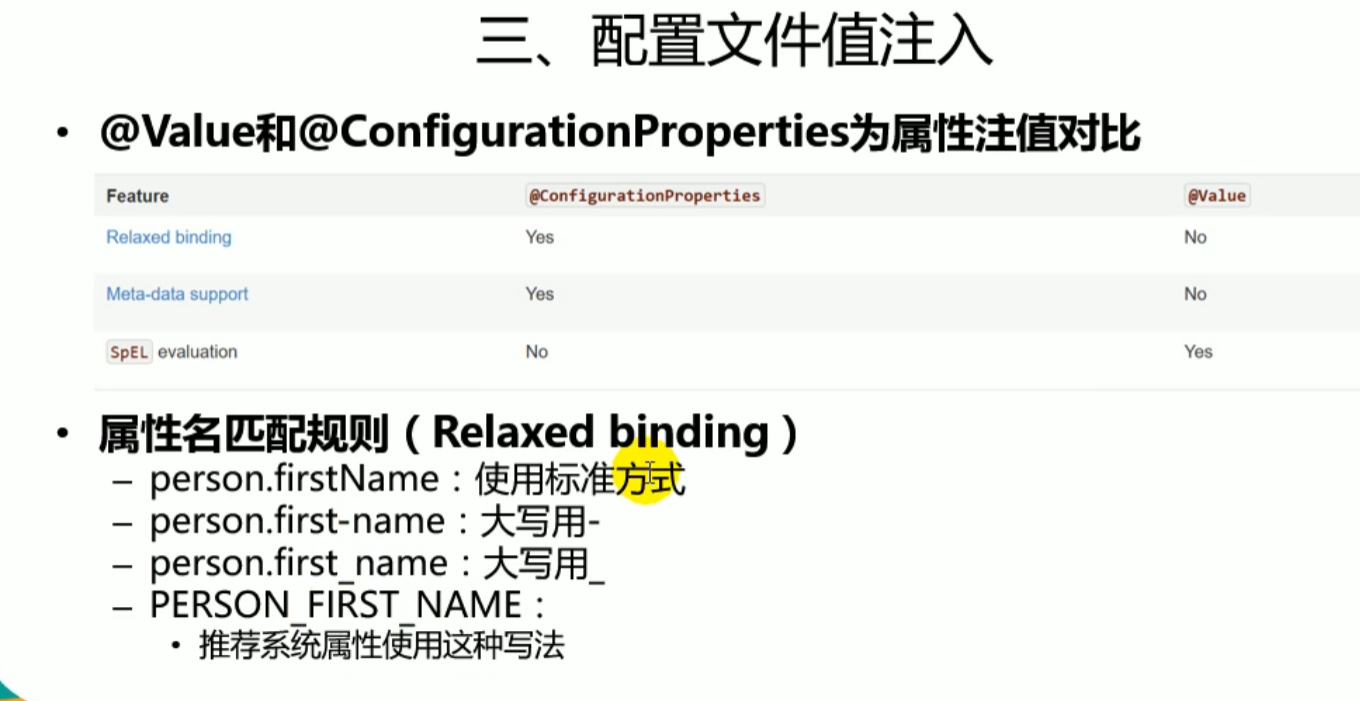 三、配置文件值注入
• @Value和@ConfigurationProperties为属性注值对比
Feature @ConfigurationProperties @Value
Relaxed binding Yes No
Meta-data support Yes No
SpEL evaluation No Yes
• 属性名匹配规则（Relaxed binding）
– person.firstName：使用标准方式
– person.first-name：大写用-
– person.first_name：大写用_
– PERSON_FIRST_NAME：
• 推荐系统属性使用这种写法